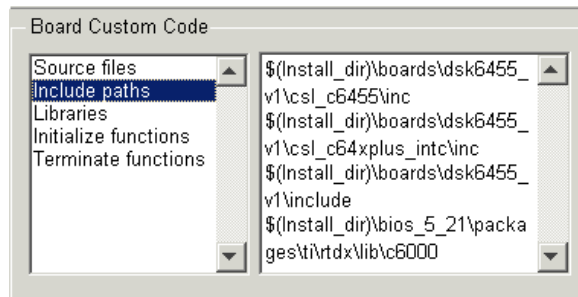 Board Custom Code
Source files
Include paths
Libraries
Initialize functions
Terminate functions
$(Install_dir)\boards\dsk6455_
v1\csl_c6455\inc
$(Install_dir)\boards\dsk6455_
v1\csl_c64xplus_intc\inc
$(Install_dir)\boards\dsk6455_
v1\include
$(Install_dir)\bios_5_21\packa
ges\ti\rtdx\lib\c6000